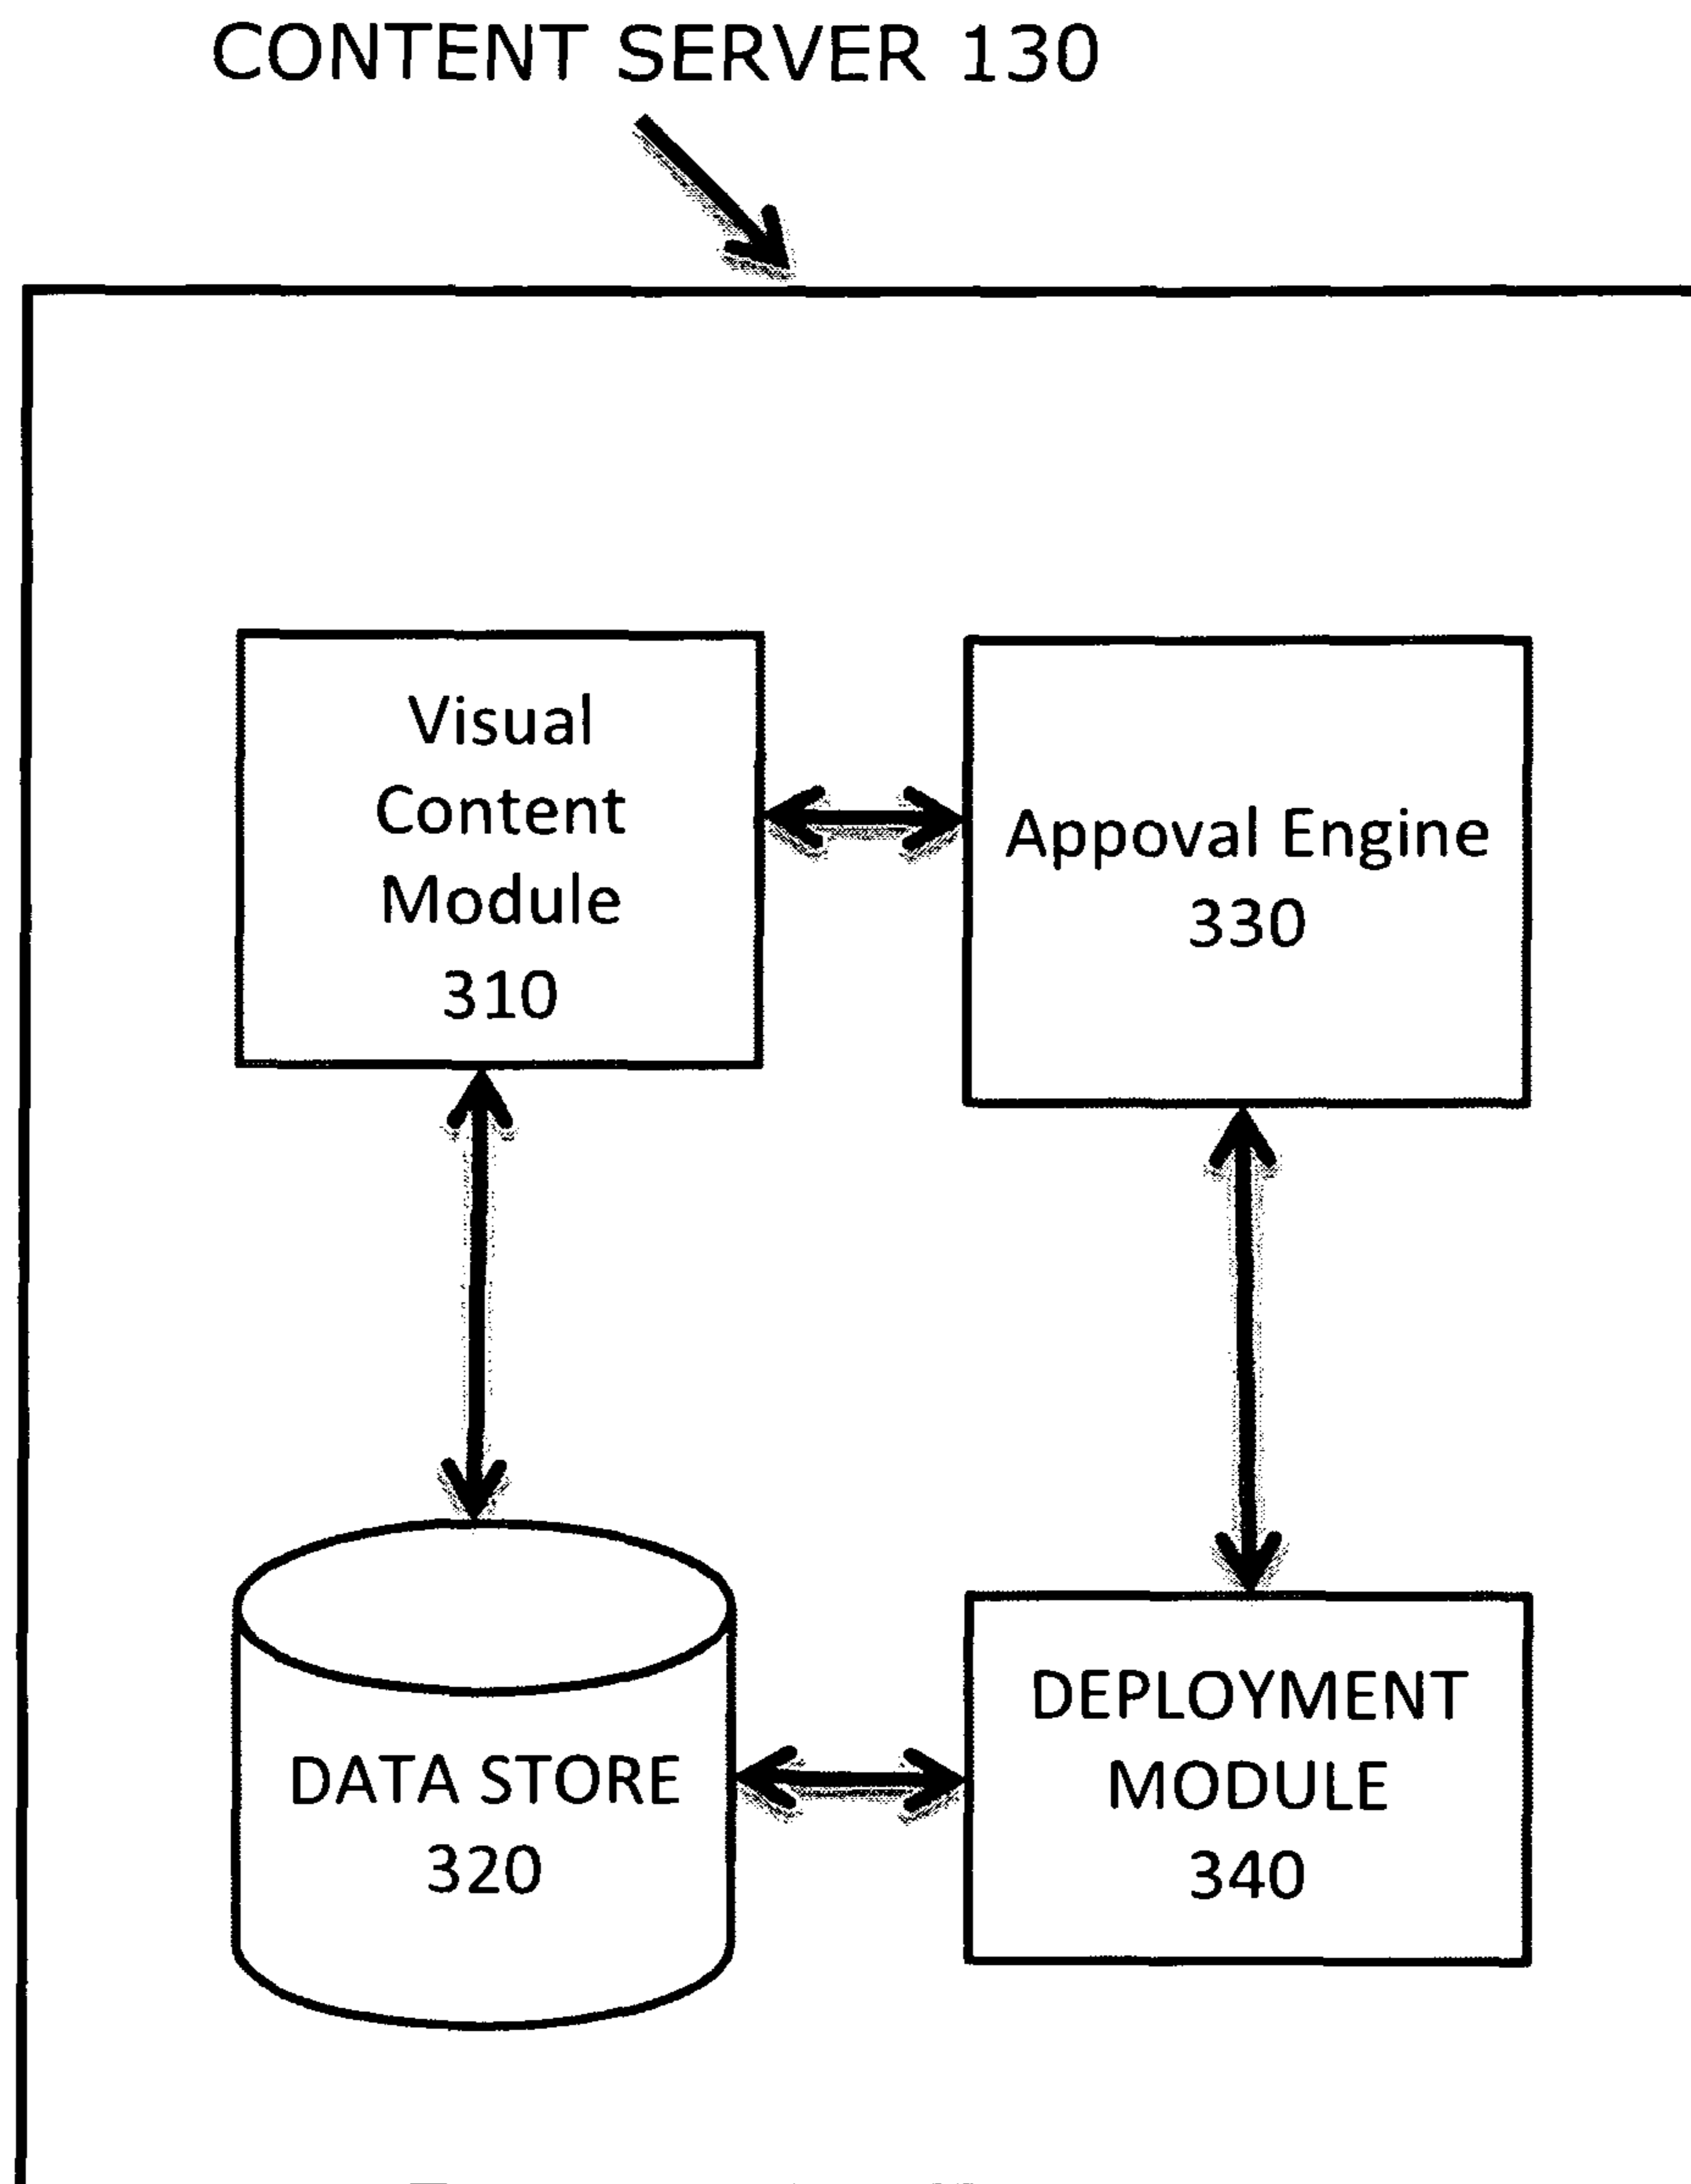 CONTENT SERVER 130
Visual
Content
Module
310
Appoval Engine
330
DATA STORE
320
DEPLOYMENT
MODULE
340